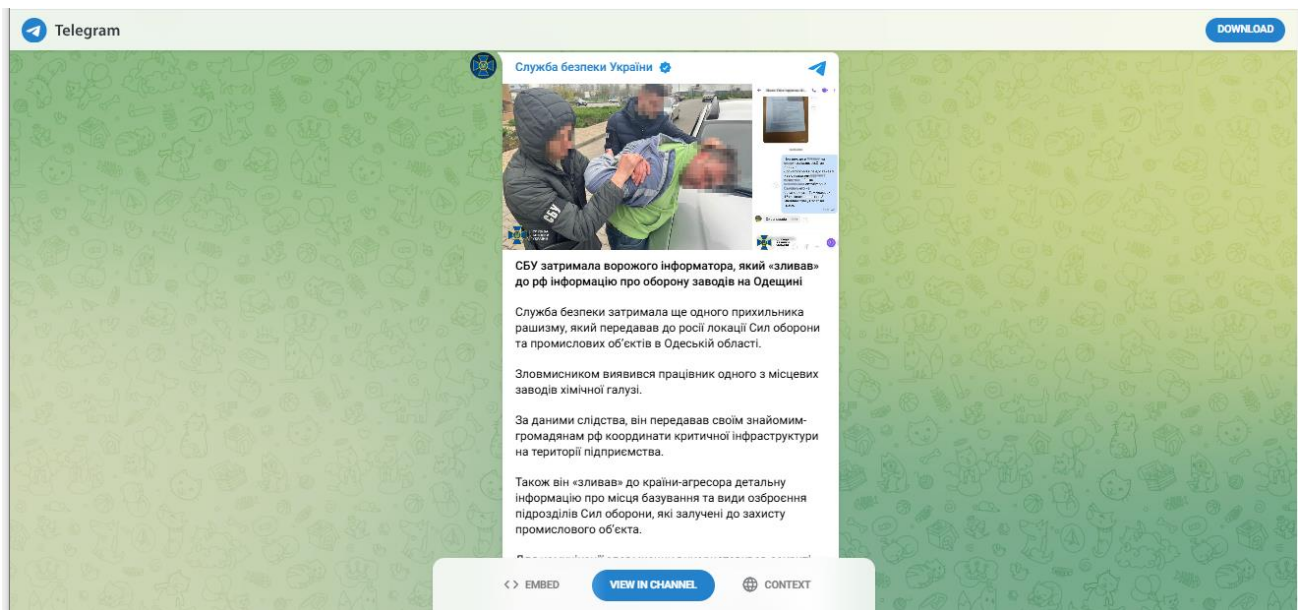 Telegram
DOWNLOAD
Служба безпеки України
СБУ
СБУ затримала ворожого інформатора, який «зливав»
до рф інформацію про оборону заводів на Одещині
Служба безпеки затримала ще одного прихильника
рашизму, який передавав до росії локації Сил оборони
та промислових об’єктів в Одеській області.
Зловмисником виявився працівник одного з місцевих
заводів хімічної галузі.
За даними слідства, він передавав своїм знайомим-
громадянам рф координати критичної інфраструктури
на території підприємства.
Також він «зливав» до країни-агресора детальну
інформацію про місця базування та види озброєння
підрозділів Сил оборони, які залучені до захисту
промислового об’єкта.
EMBED
VIEW IN CHANNEL
CONTEXT